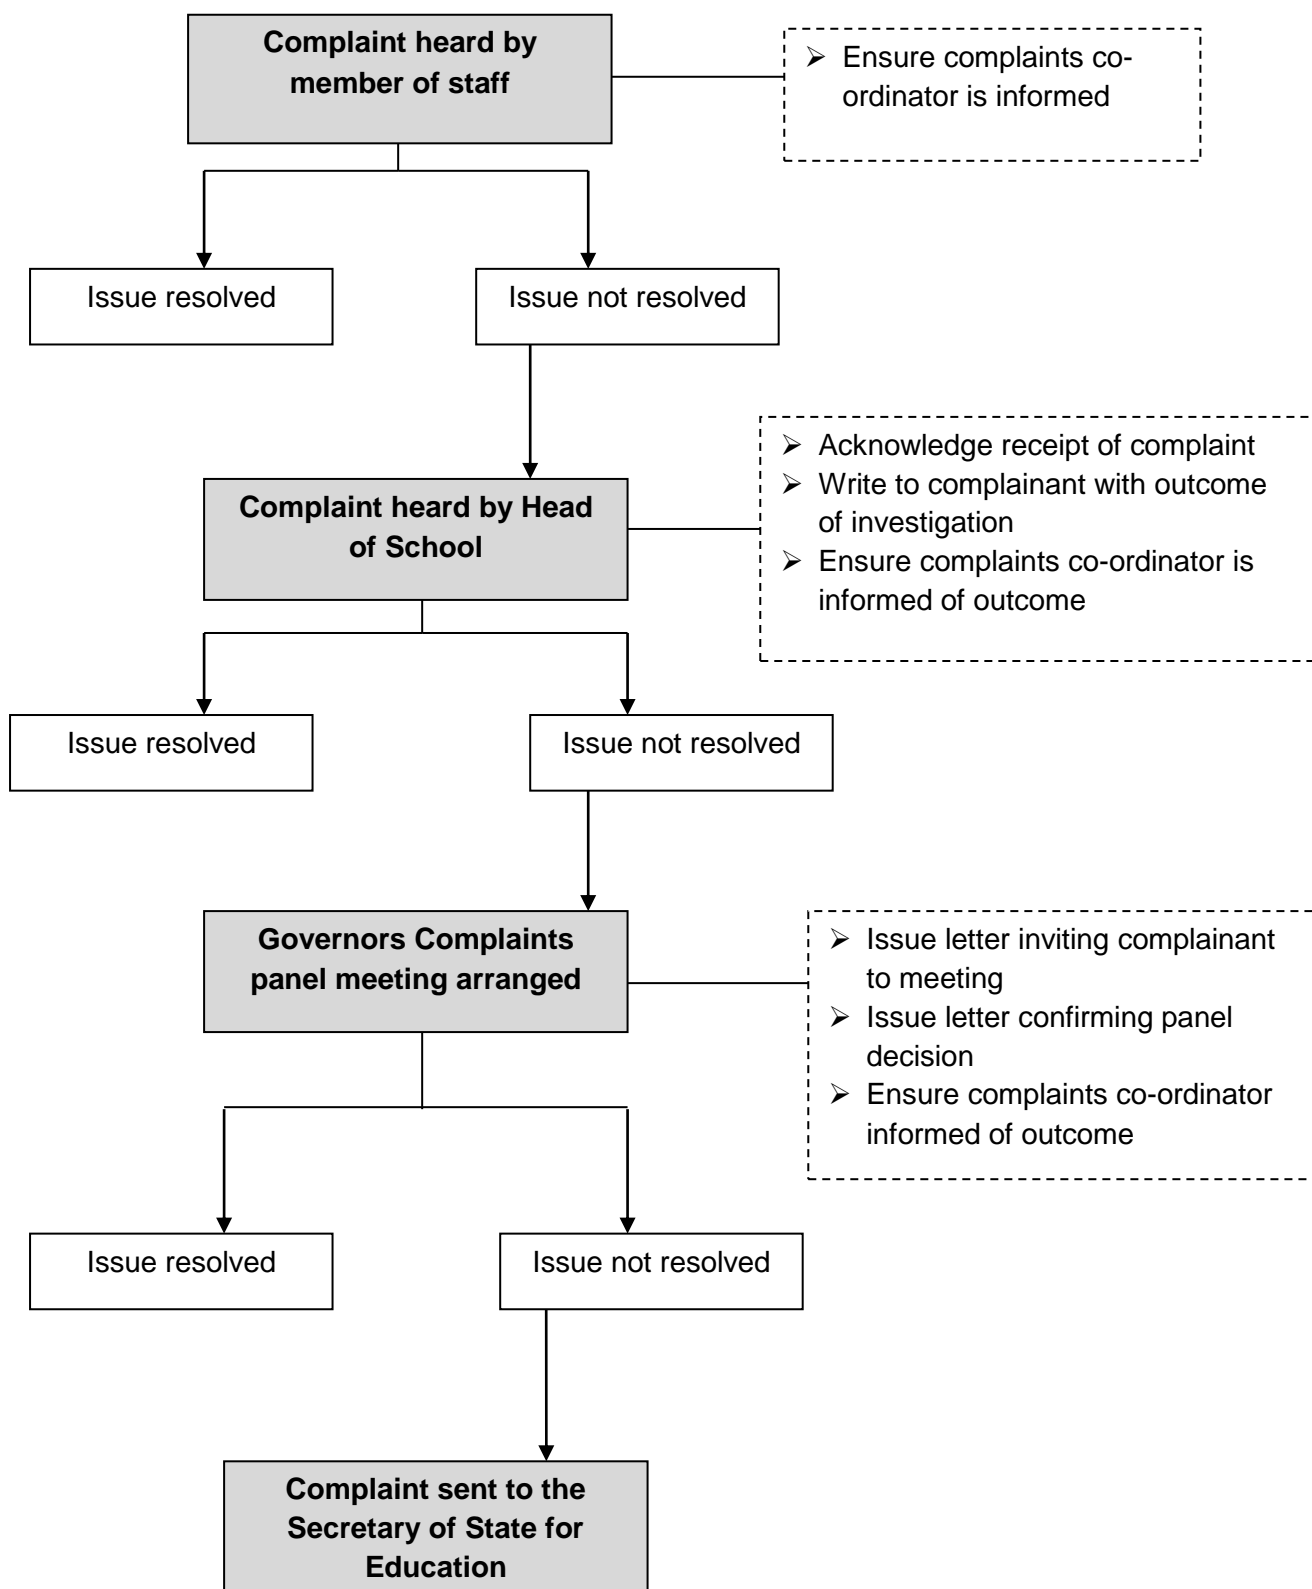 Complaint heard by
member of staff
➢ Ensure complaints co-
ordinator is informed
Issue resolved
Issue not resolved
➢ Acknowledge receipt of complaint
➢ Write to complainant with outcome
of investigation
➢ Ensure complaints co-ordinator is
informed of outcome
Complaint heard by Head
of School
Issue resolved
Issue not resolved
Governors Complaints
panel meeting arranged
➢ Issue letter inviting complainant
to meeting
➢ Issue letter confirming panel
decision
➢ Ensure complaints co-ordinator
informed of outcome
Issue resolved
Issue not resolved
Complaint sent to the
Secretary of State for
Education